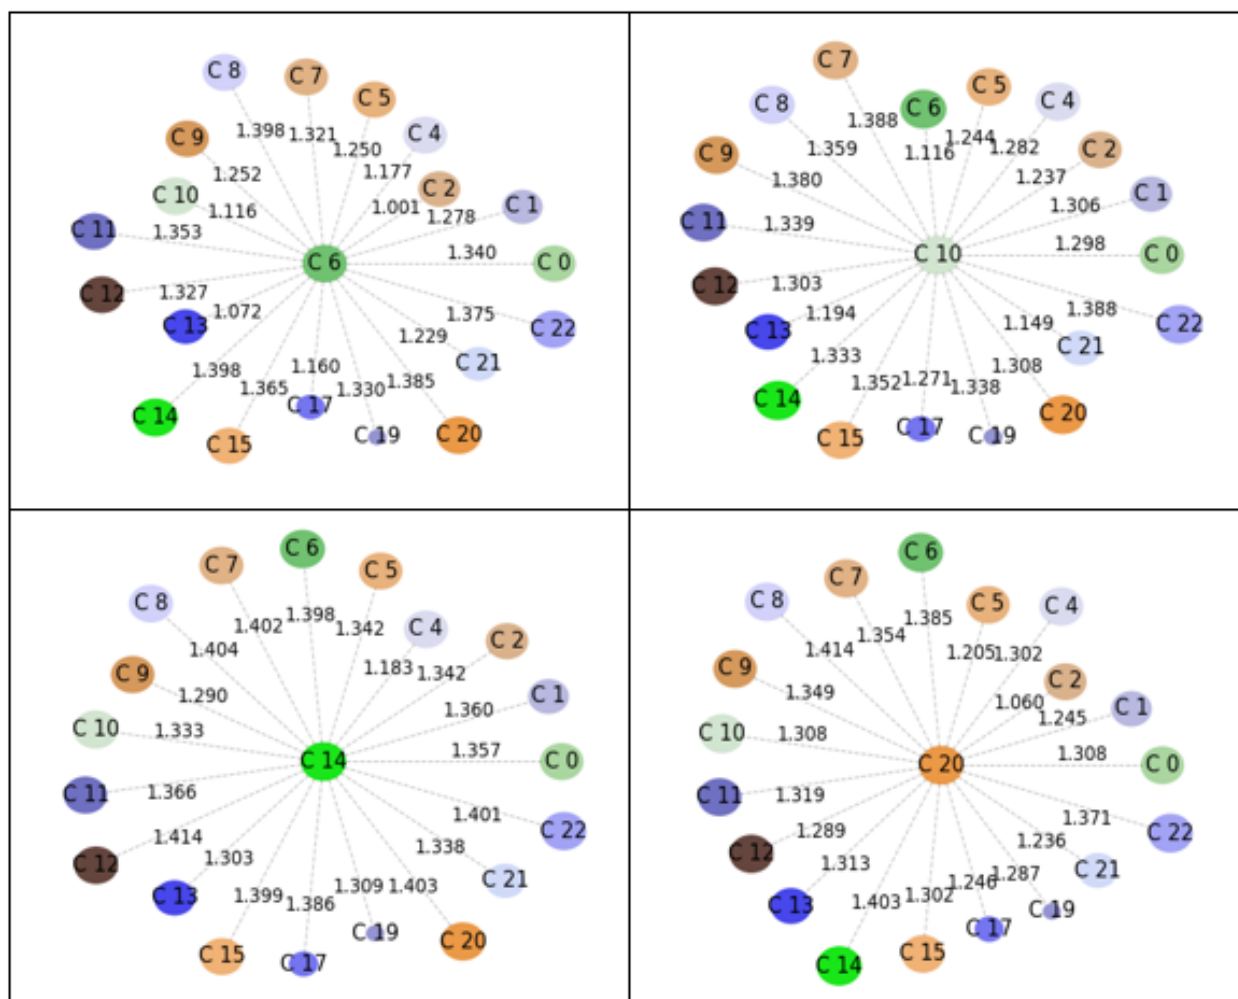 C 8
C 7
C 5
C 4
C 9
1.398
1.321
1.250
1.252
1.177
C 2
C 10
1.116
1.001
C 1
1.278
C 11
1.353
1.340
C 6
C 0
C 12
1.327
1.072
1.375
C 13
1.229
C 22
1.398
1.160
C 21
1.365
1.330
1.385
C 14
C 17
C 15
C 19
C 20
C 7
C 8
C 6
C 5
C 4
1.388
1.244
1.359
1.116
1.282
C 2
C 9
1.380
1.237
C 1
1.306
C 11
1.339
1.298
C 10
C 0
C 12
1.303
1.388
1.194
1.149
C 22
C 13
C 21
1.333
1.308
1.352
1.271
1.338
C 14
C 20
C 15
C 17
C 19
C 6
C 7
C 5
C 8
1.402
1.398
1.342
C 4
C 2
1.404
1.183
1.342
C 9
1.290
C 1
1.360
C 10
1.333
1.357
C 14
C 0
C 11
1.366
1.401
C 22
1.414
1.338
C 12
1.303
C 21
C 13
1.399
1.386
1.309
1.403
C 19
C 20
C 15
C 17
C 6
C 7
C 8
C 5
C 4
1.414
1.354
1.385
1.205
1.302
C 9
1.349
C 2
1.060
C 1
1.245
C 10
1.308
1.308
C 20
C 0
C 11
1.319
1.371
C 22
1.289
1.236
C 12
1.313
C 21
C 13
1.403
1.302
1.246
1.287
C 19
C 17
C 14
C 15